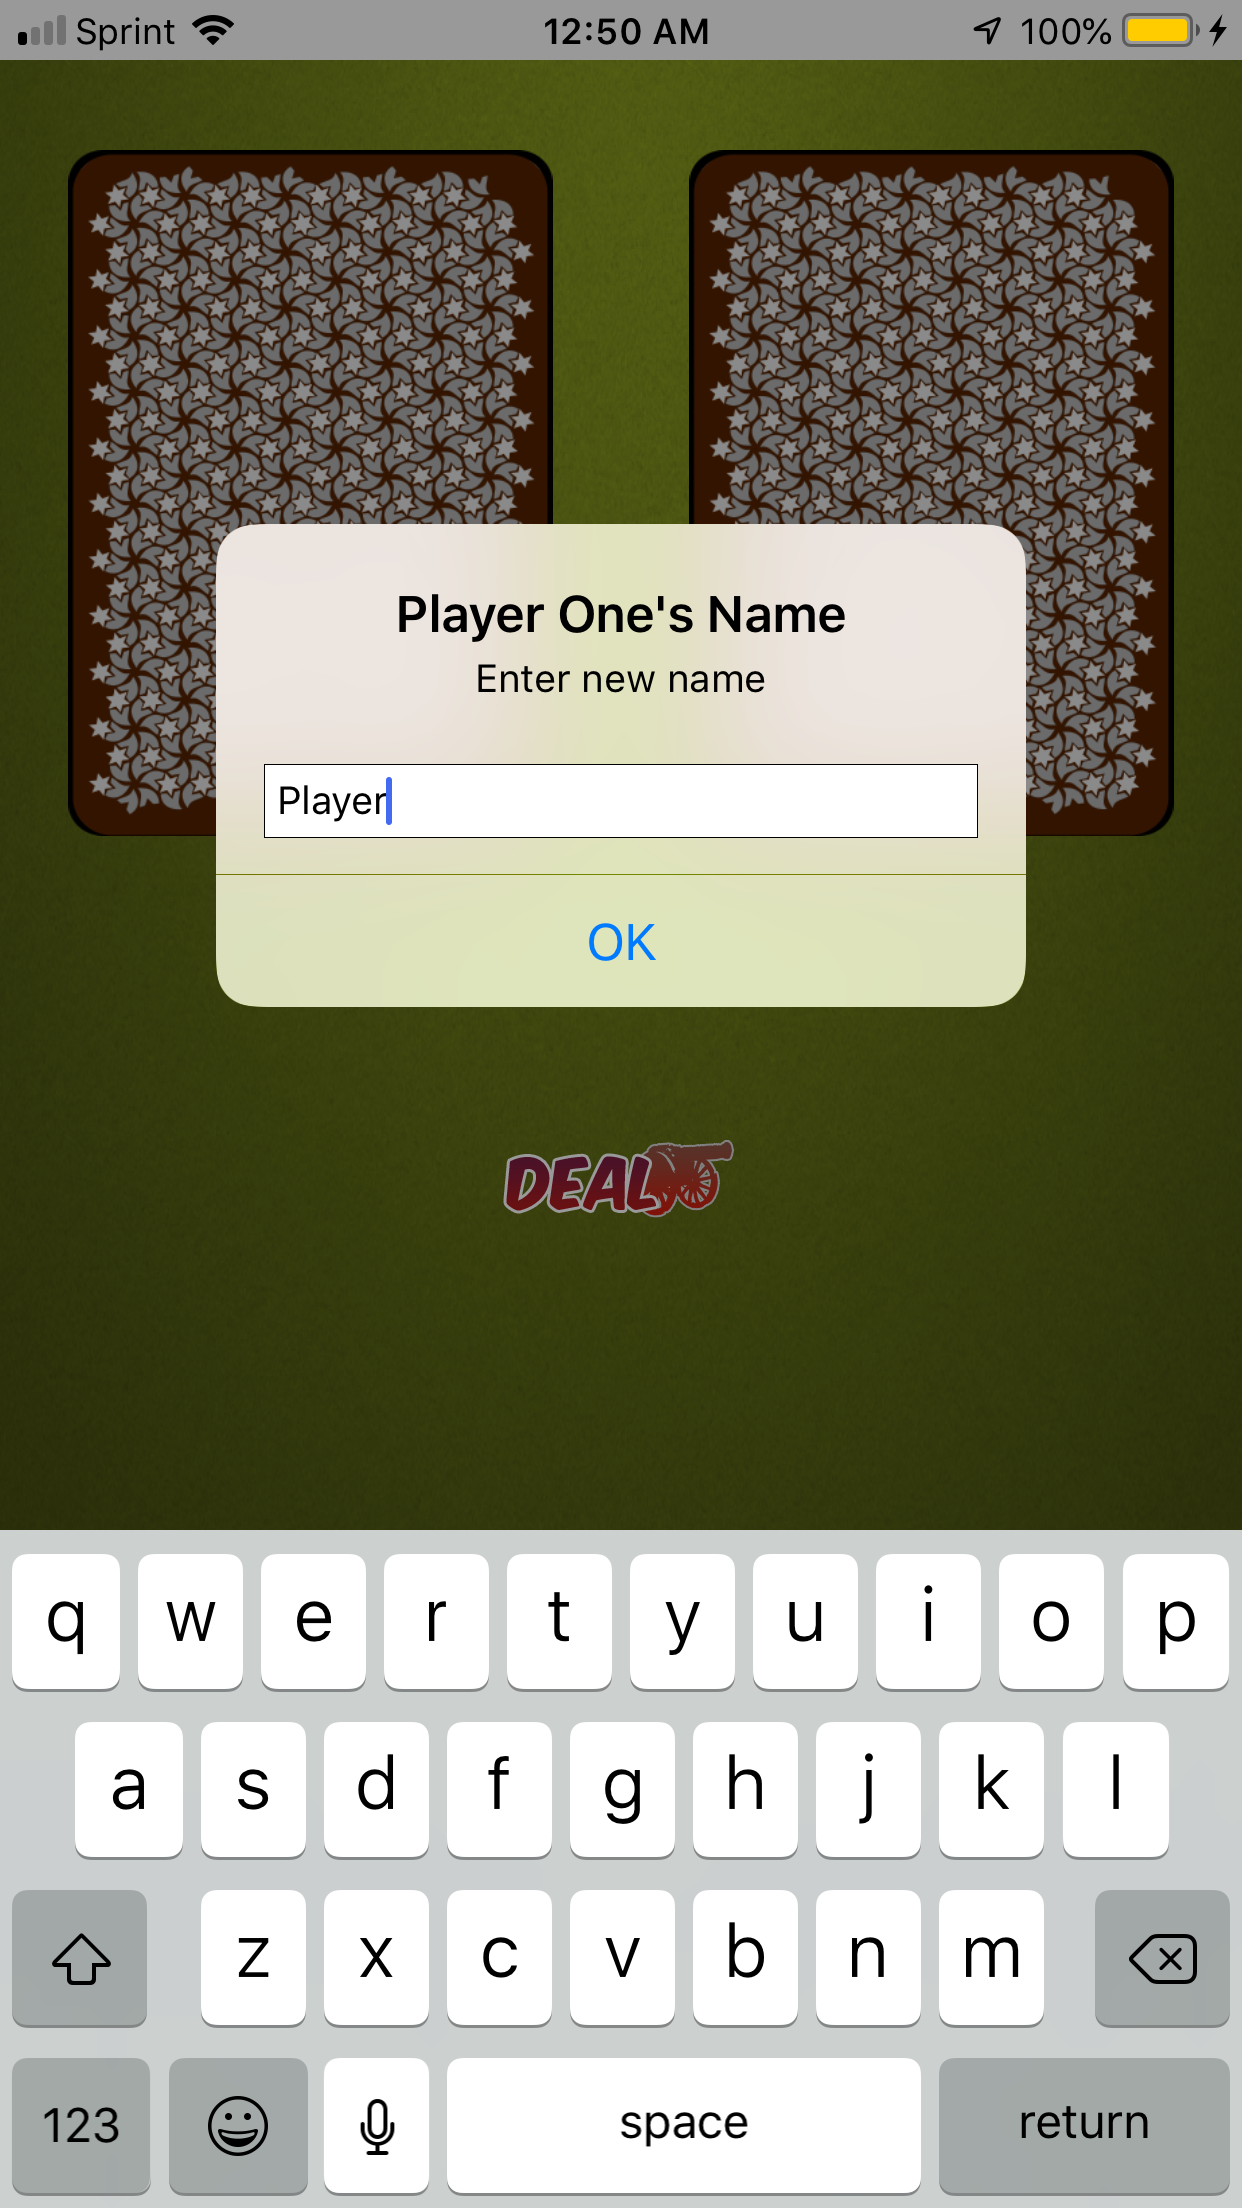 Sprint 12:50 AM 100%
Player One's Name
Enter new name
Player
OK
DEAL
q w e r t y u i o p
a s d f g h j k l
z x c v b n m
123 space return